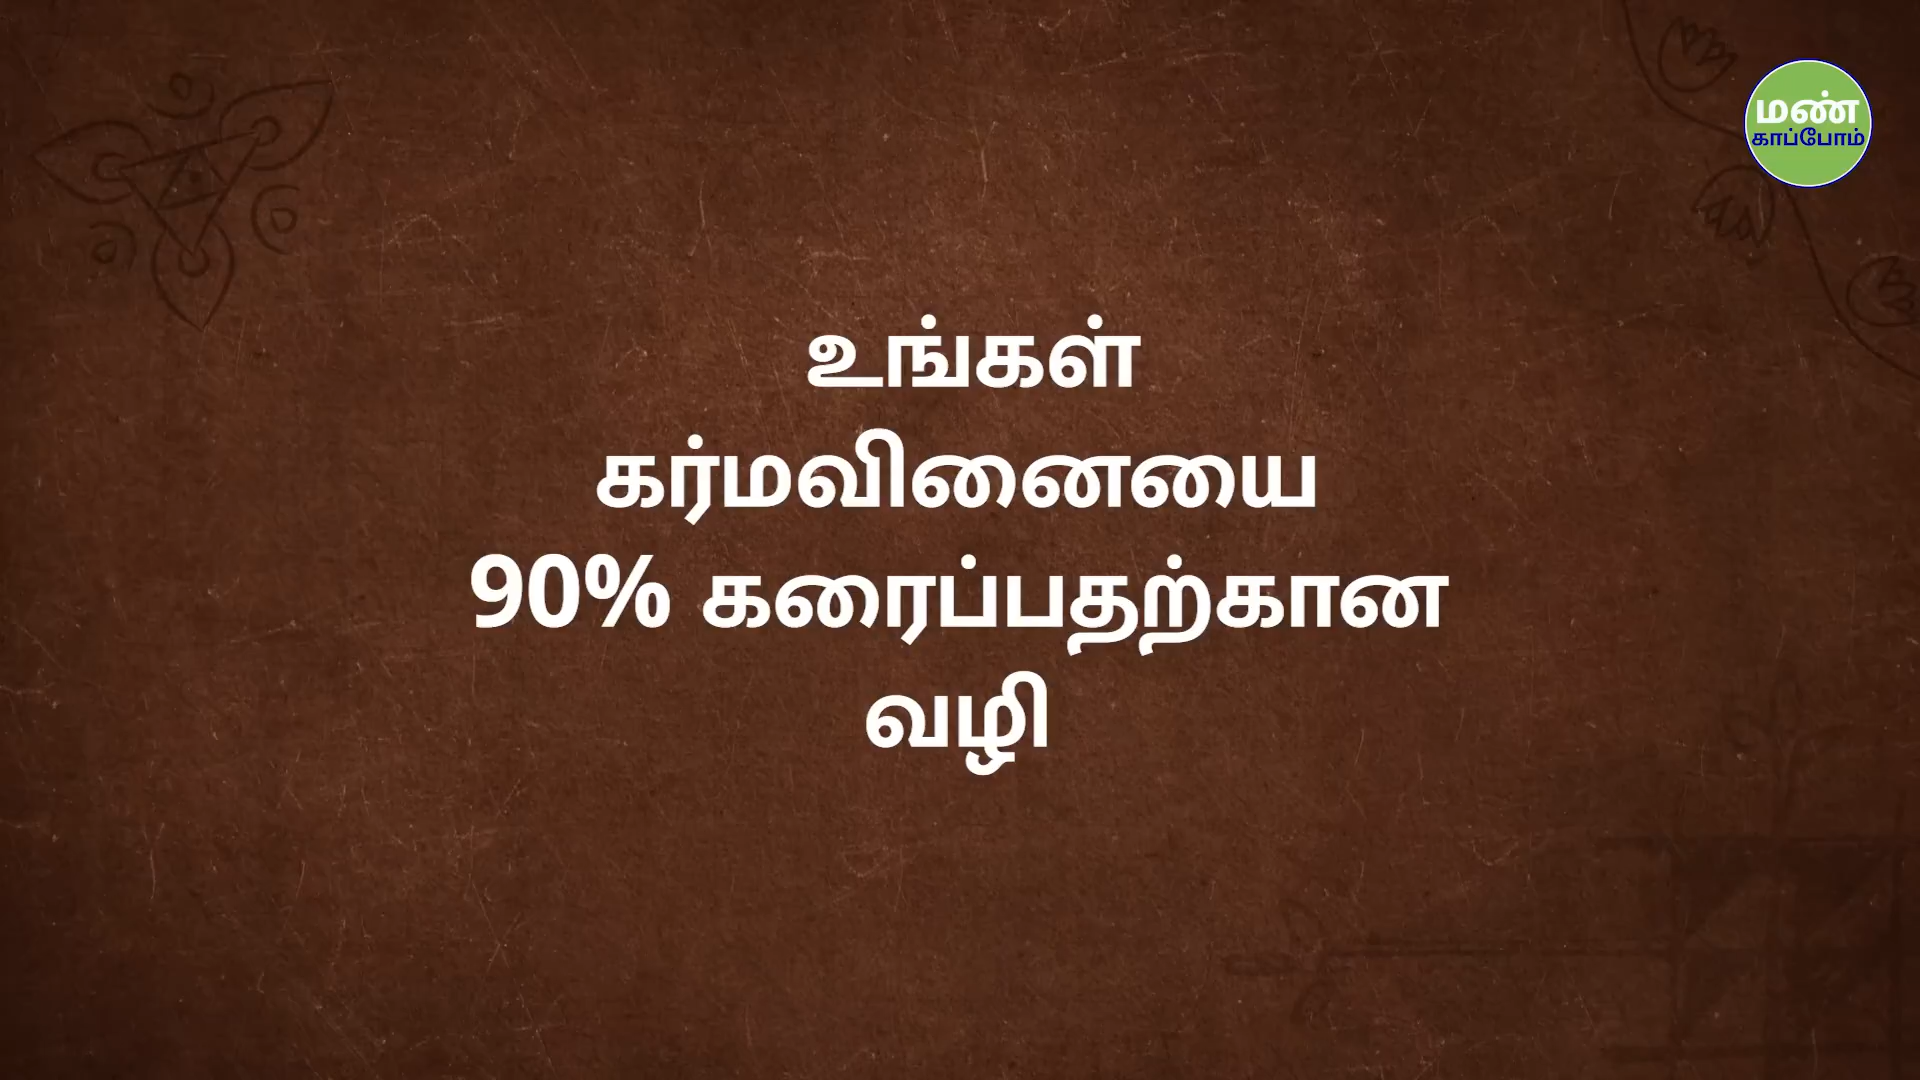 மண்
காப்போம்
உங்கள்
கர்மவினையை
90% கரைப்பதற்கான
வழி